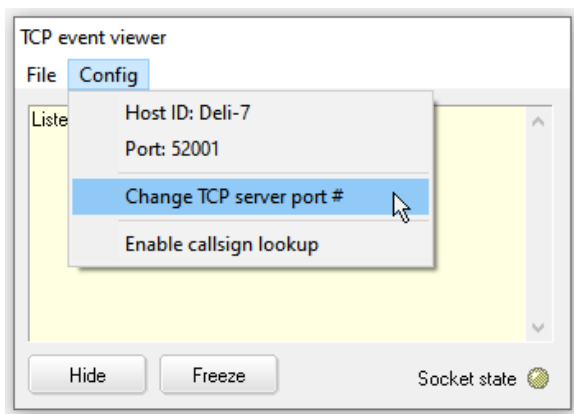 TCP event viewer
File Config
Liste
Host ID: Deli-7
Port: 52001
Change TCP server port #
Enable callsign lookup
Hide Freeze Socket state